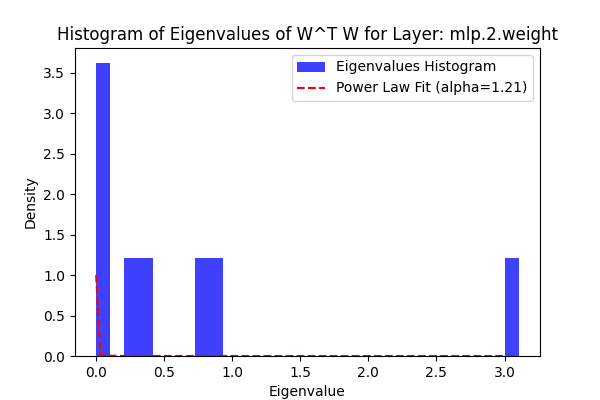 Histogram of Eigenvalues of W^T W for Layer: mlp.2.weight
Eigenvalues Histogram
Power Law Fit (alpha=1.21)
3.5
3.0
2.5
2.0
1.5
1.0
0.5
0.0
Density
0.0 0.5 1.0 1.5 2.0 2.5 3.0
Eigenvalue